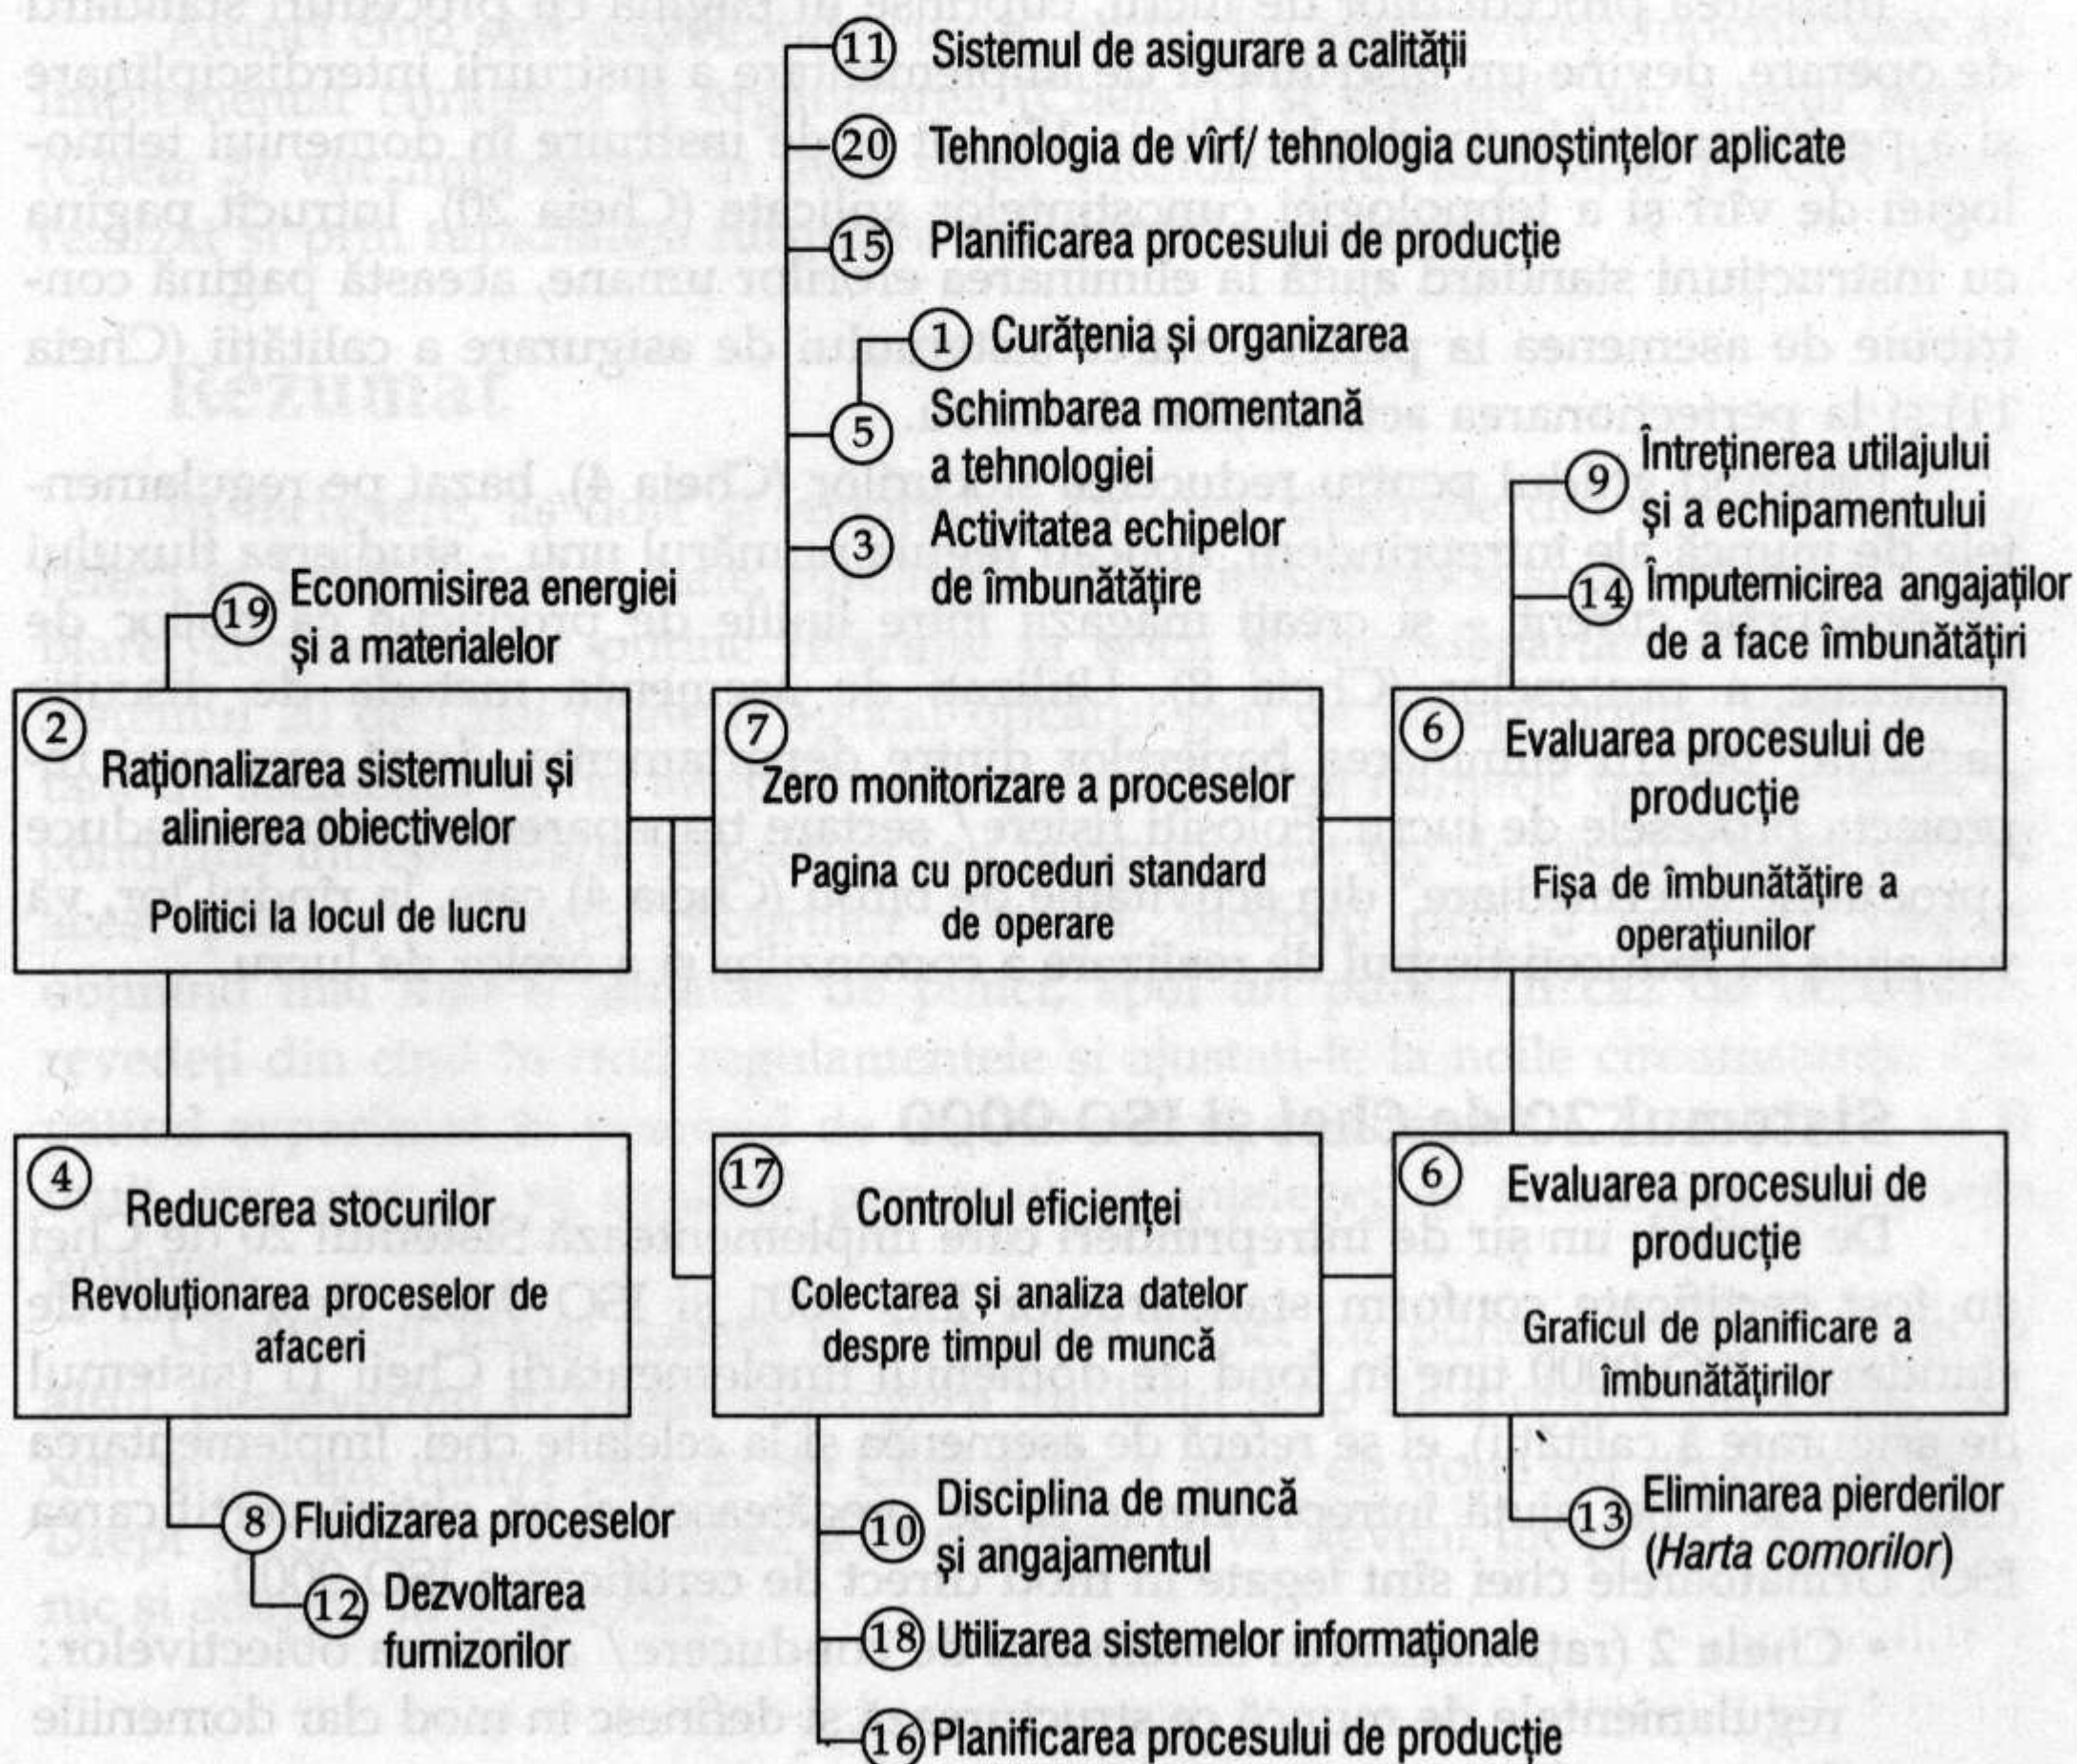 11 Sistemul de asigurare a calității
20 Tehnologia de vîrf/ tehnologia cunoștințelor aplicate
15 Planificarea procesului de producție
1 Curățenia și organizarea
5 Schimbarea momentană
a tehnologiei
3 Activitatea echipelor
de îmbunătățire
9 Întreținerea utilajului
și a echipamentului
14 Împuternicirea angajaților
de a face îmbunătățiri
19 Economisirea energiei
și a materialelor
2
Raționalizarea sistemului și
alinierea obiectivelor
Politici la locul de lucru
7
Zero monitorizare a proceselor
Pagina cu proceduri standard
de operare
6 Evaluarea procesului de
producție
Fișa de îmbunătățire a
operațiunilor
4
Reducerea stocurilor
Revoluționarea proceselor de
afaceri
17
Controlul eficienței
Colectarea și analiza datelor
despre timpul de muncă
6 Evaluarea procesului de
producție
Graficul de planificare a
îmbunătățirilor
8 Fluidizarea proceselor
12 Dezvoltarea
furnizorilor
10 Disciplina de muncă
și angajamentul
18 Utilizarea sistemelor informaționale
16 Planificarea procesului de producție
13 Eliminarea pierderilor
(Harta comorilor)